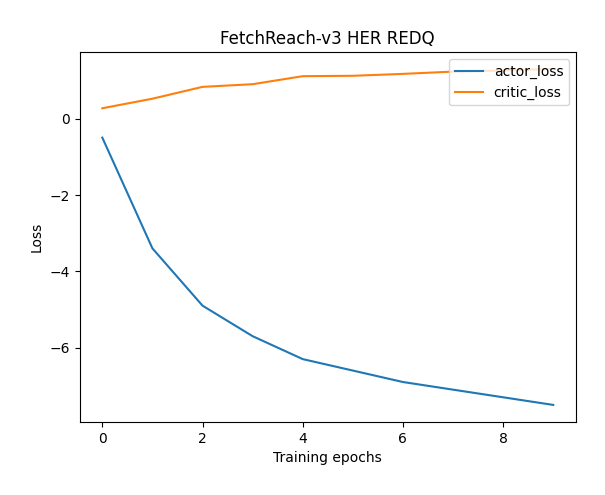 FetchReach-v3 HER REDQ
actor_loss
critic_loss
Loss
0
−2
−4
−6
0 2 4 6 8
Training epochs